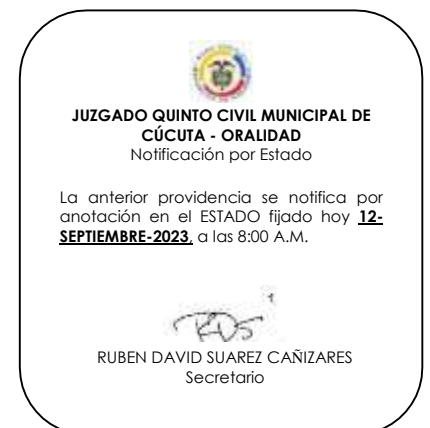 JUZGADO QUINTO CIVIL MUNICIPAL DE
CÚCUTA - ORALIDAD
Notificación por Estado
La anterior providencia se notifica por
anotación en el ESTADO fijado hoy 12-
SEPTIEMBRE-2023, a las 8:00 A.M.
RUBEN DAVID SUAREZ CAÑIZARES
Secretario